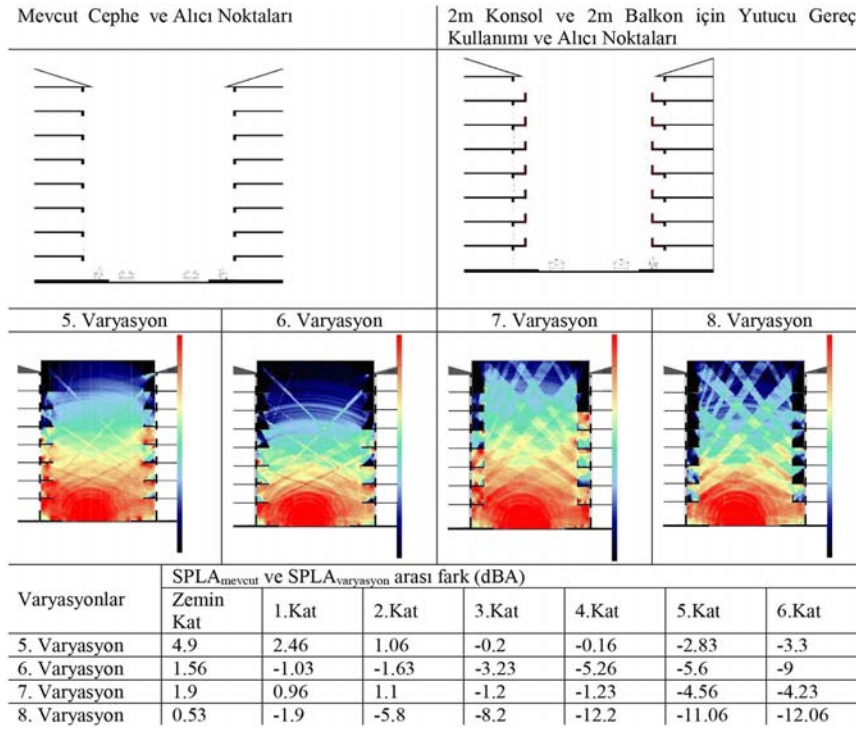 Mevcut Cephe ve Alıcı Noktaları
2m Konsol ve 2m Balkon için Yutucu Gereç
Kullanımı ve Alıcı Noktaları
5. Varyasyon 6. Varyasyon 7. Varyasyon 8. Varyasyon
Varyasyonlar
SPLAmevcut ve SPLAvaryasyon arası fark (dBA)
Zemin Kat 1.Kat 2.Kat 3.Kat 4.Kat 5.Kat 6.Kat
5. Varyasyon 4.9 2.46 1.06 -0.2 -0.16 -2.83 -3.3
6. Varyasyon 1.56 -1.03 -1.63 -3.23 -5.26 -5.6 -9
7. Varyasyon 1.9 0.96 1.1 -1.2 -1.23 -4.56 -4.23
8. Varyasyon 0.53 -1.9 -5.8 -8.2 -12.2 -11.06 -12.06